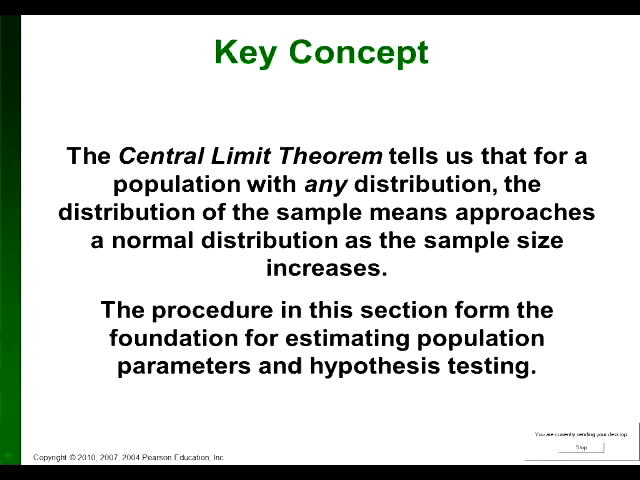 Key Concept
The Central Limit Theorem tells us that for a
population with any distribution, the
distribution of the sample means approaches
a normal distribution as the sample size
increases.
The procedure in this section form the
foundation for estimating population
parameters and hypothesis testing.
You are currently sending your desktop.
Stop
Copyright © 2010, 2007, 2004 Pearson Education, Inc